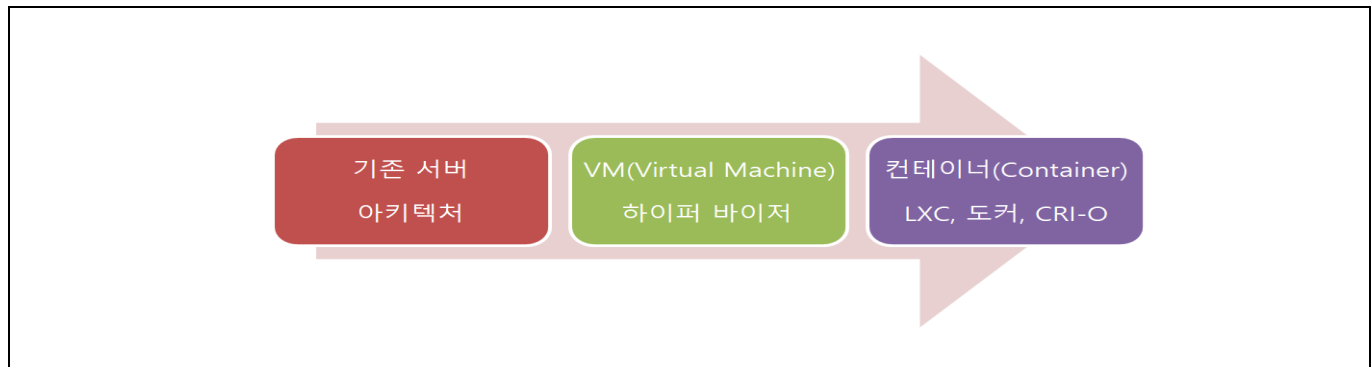 기존 서버
아키텍처
VM(Virtual Machine)
하이퍼 바이저
컨테이너(Container)
LXC, 도커, CRI-O